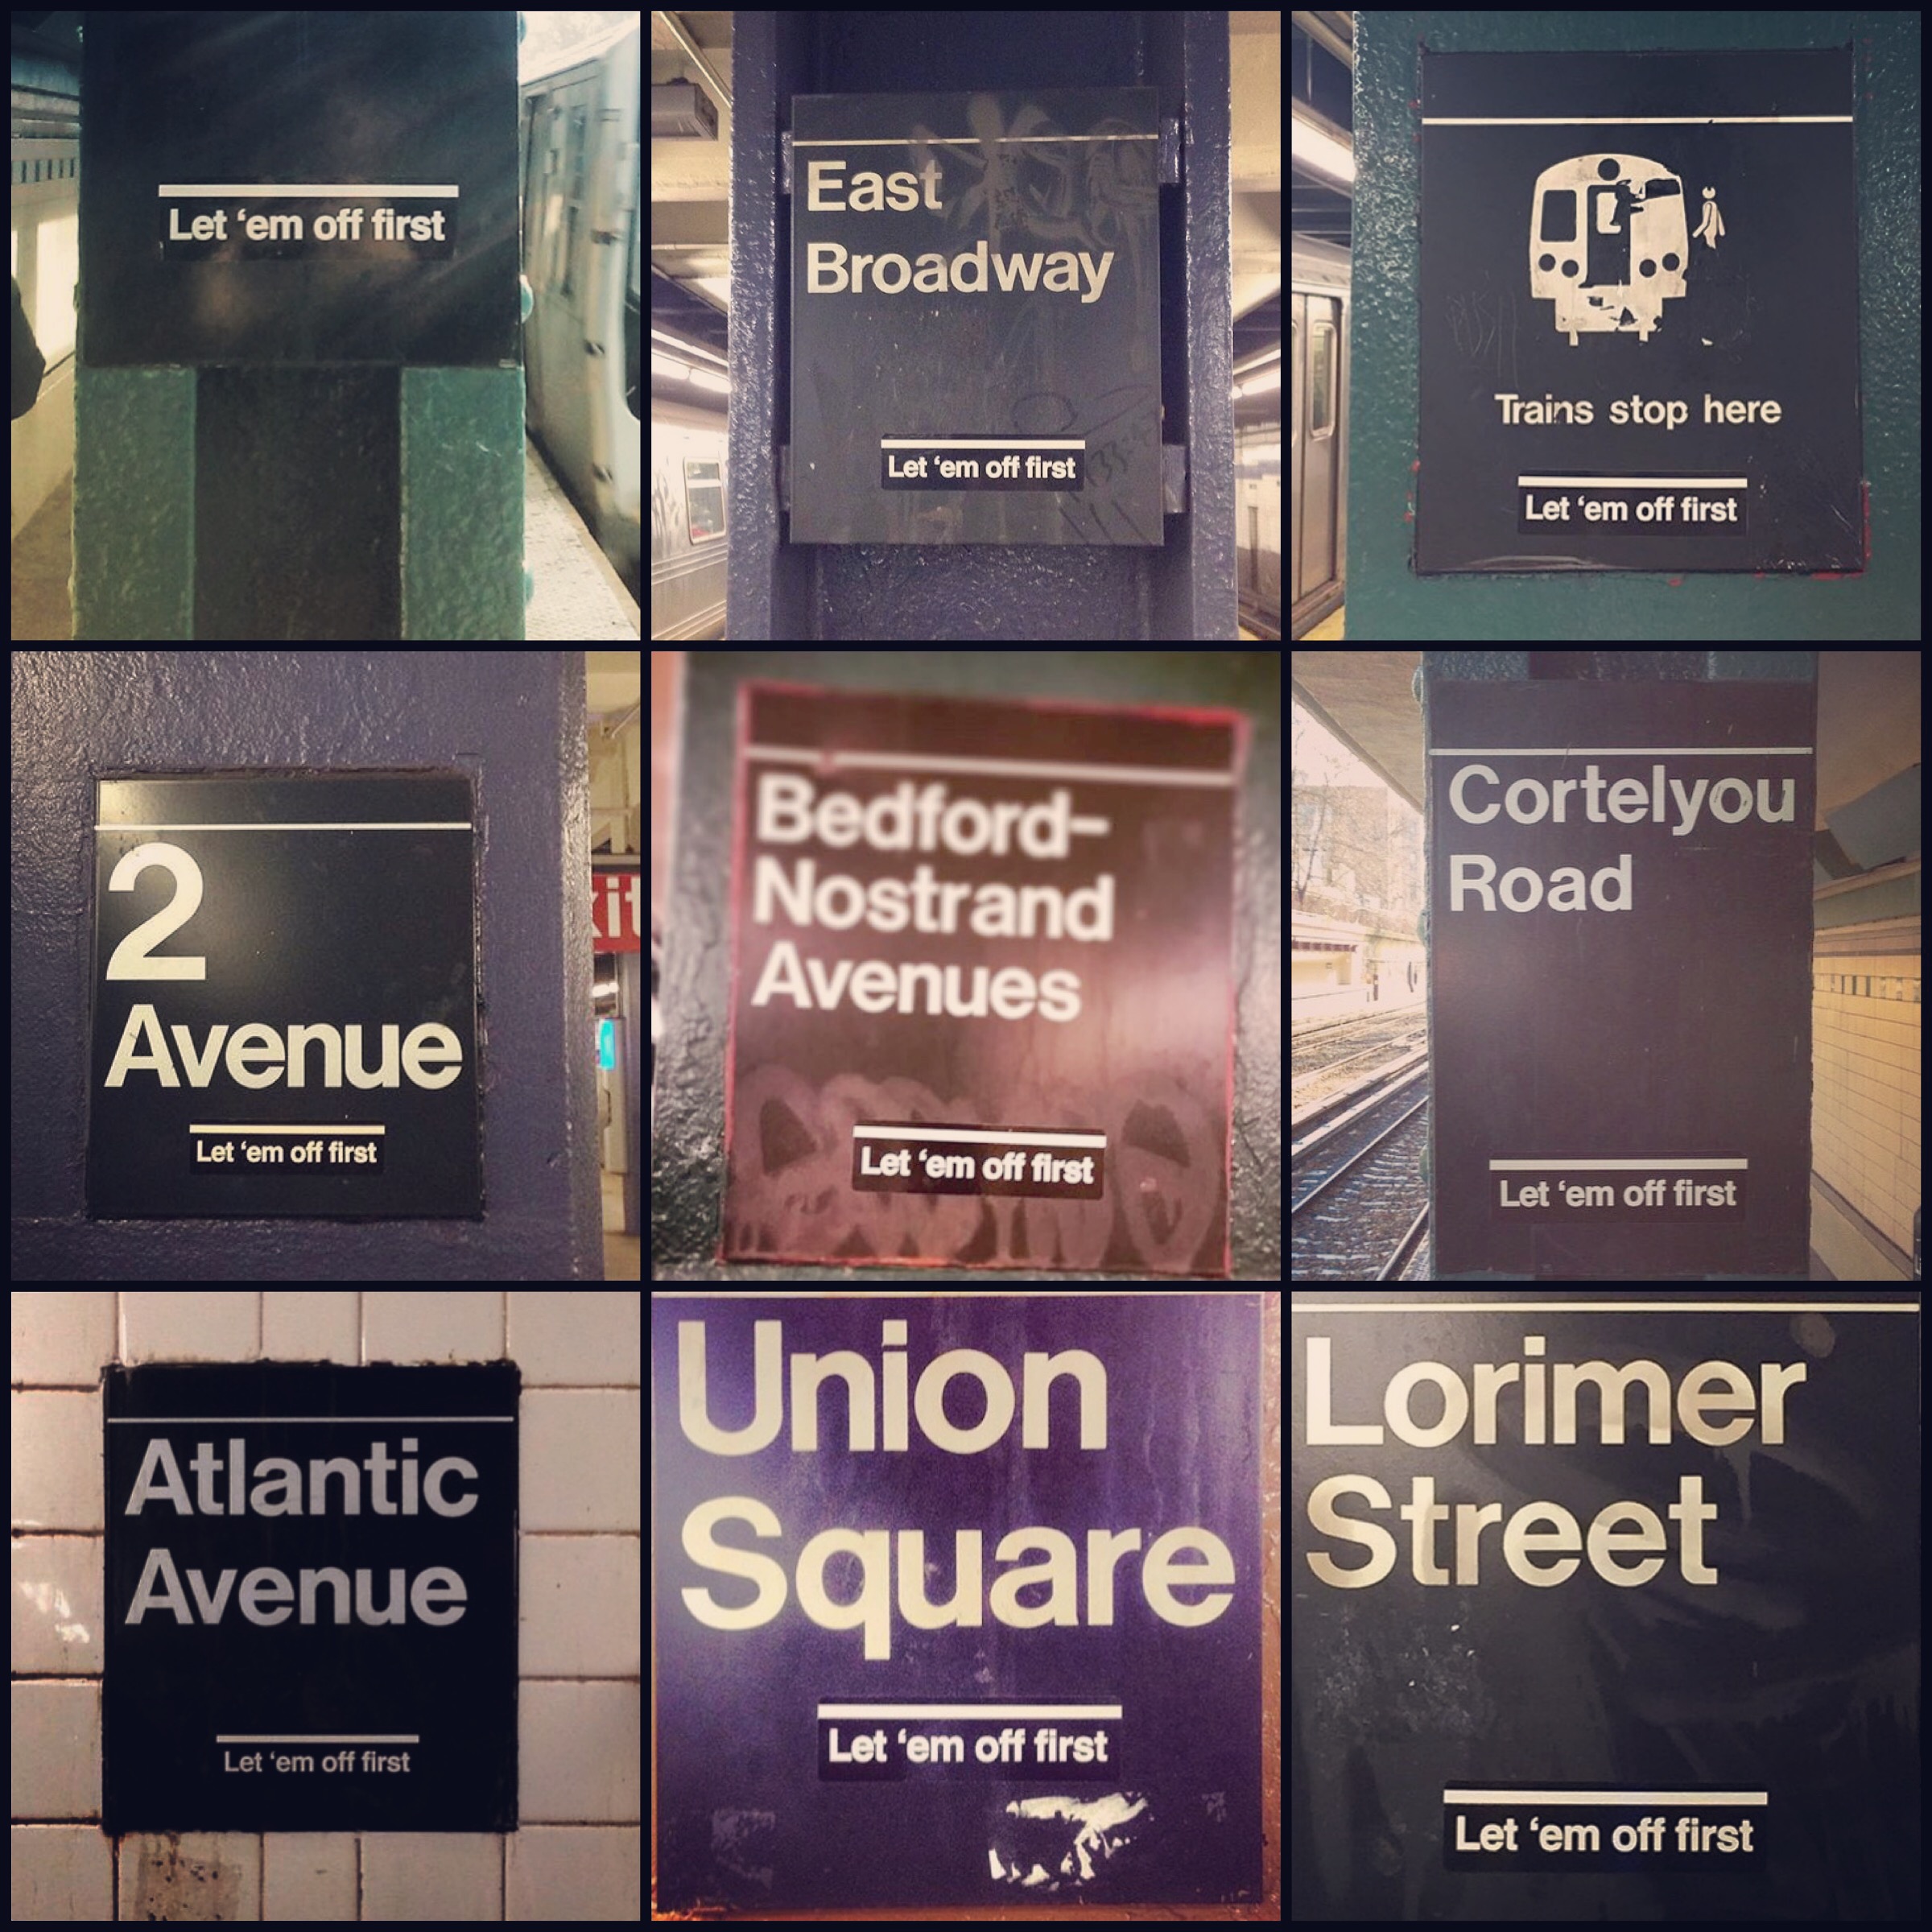 Let ‘em off first
East
Broadway
Let ‘em off first
Trains stop here
Let ‘em off first
2
Avenue
Let ‘em off first
Bedford-
Nostrand
Avenues
Let ‘em off first
Cortelyou
Road
Let ‘em off first
Atlantic
Avenue
Let ‘em off first
Union
Square
Let ‘em off first
Lorimer
Street
Let ‘em off first